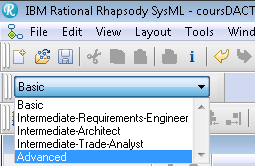 IBM Rational Rhapsody SysML - coursDACT
File Edit View Layout Tools Window
Basic
Basic
Intermediate-Requirements-Engineer
Intermediate-Architect
Intermediate-Trade-Analyst
Advanced